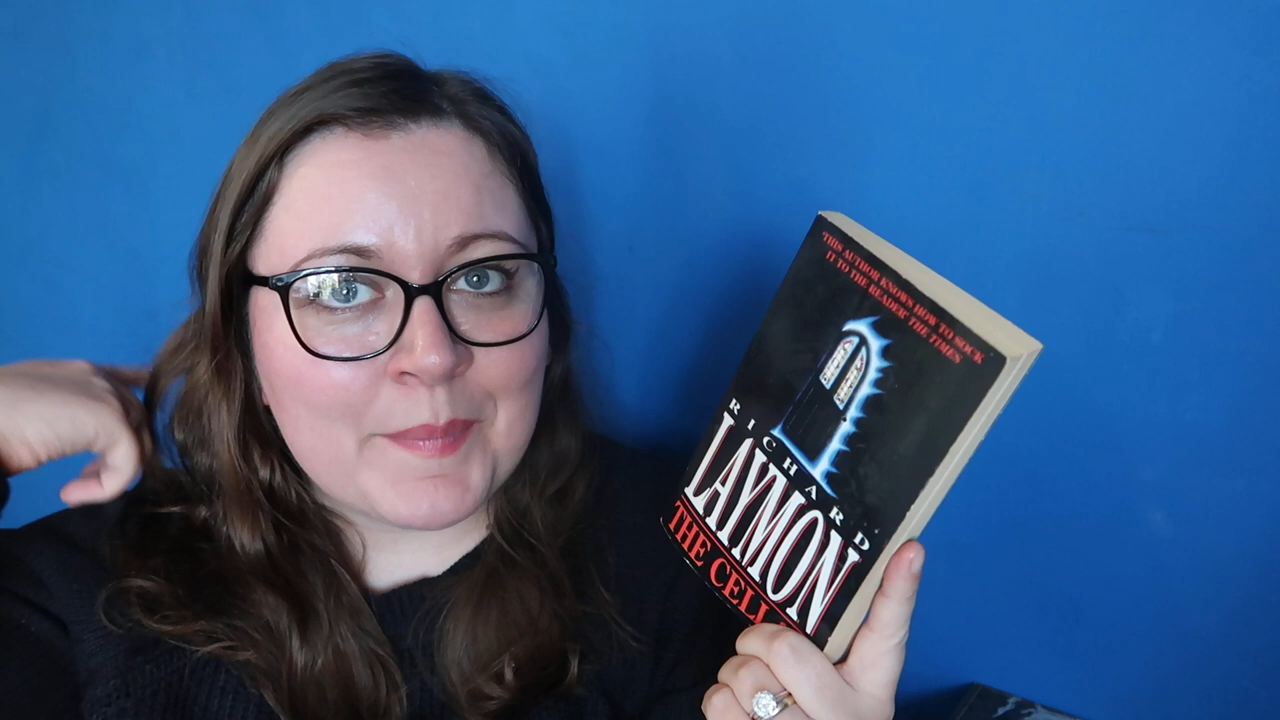 THIS AUTHOR KNOWS HOW TO SOCK
IT TO THE READER' THE TIMES
RICHARD
LAYMON
THE CELL